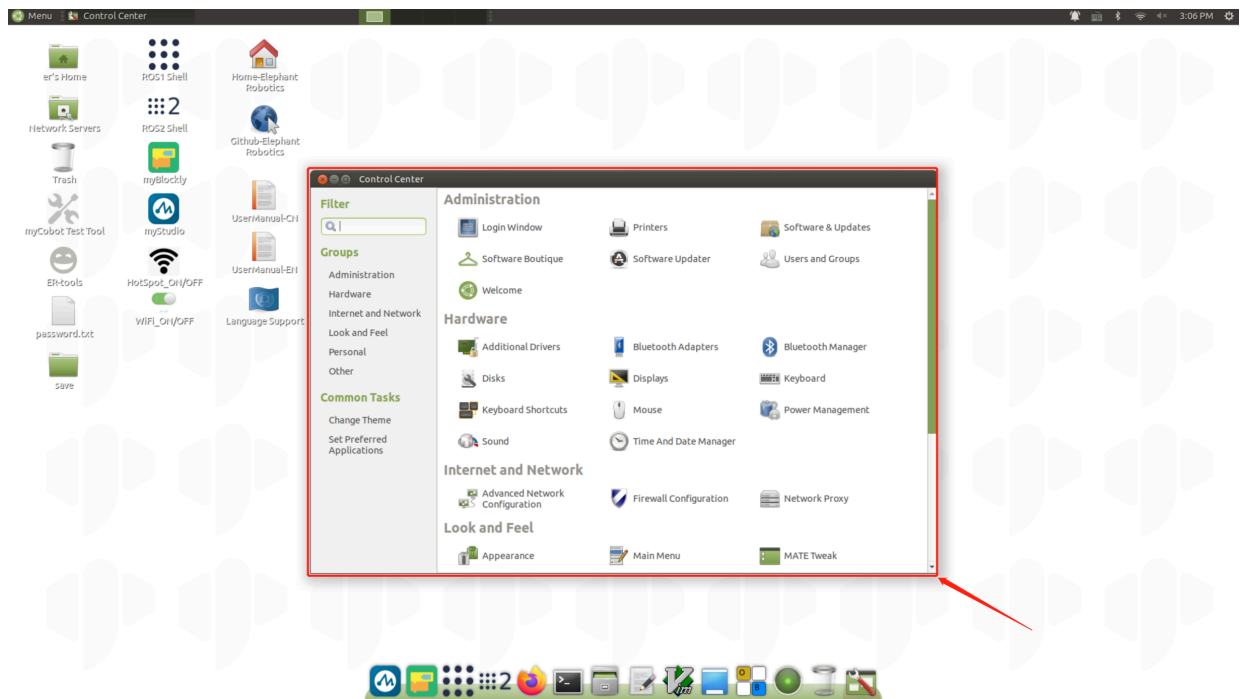 Menu
Control Center
3:06 PM
er's Home
ROS1 Shell
Home-Elephant
Robotics
Network Servers
2
ROS2 Shell
Github-Elephant
Robotics
Trash
myBlockly
UserManual-CN
myCobot Test Tool
myStudio
UserManual-EN
ER-tools
HotSpot_ON/OFF
Language Support
password.txt
WiFi_ON/OFF
save
Control Center
Filter
Groups
Administration
Hardware
Internet and Network
Look and Feel
Personal
Other
Common Tasks
Change Theme
Set Preferred
Applications
Administration
Login Window
Printers
Software & Updates
Software Boutique
Software Updater
Users and Groups
Welcome
Hardware
Additional Drivers
Bluetooth Adapters
Bluetooth Manager
Disks
Displays
Keyboard
Keyboard Shortcuts
Mouse
Power Management
Sound
Time And Date Manager
Internet and Network
Advanced Network
Configuration
Firewall Configuration
Network Proxy
Look and Feel
Appearance
Main Menu
MATE Tweak
2